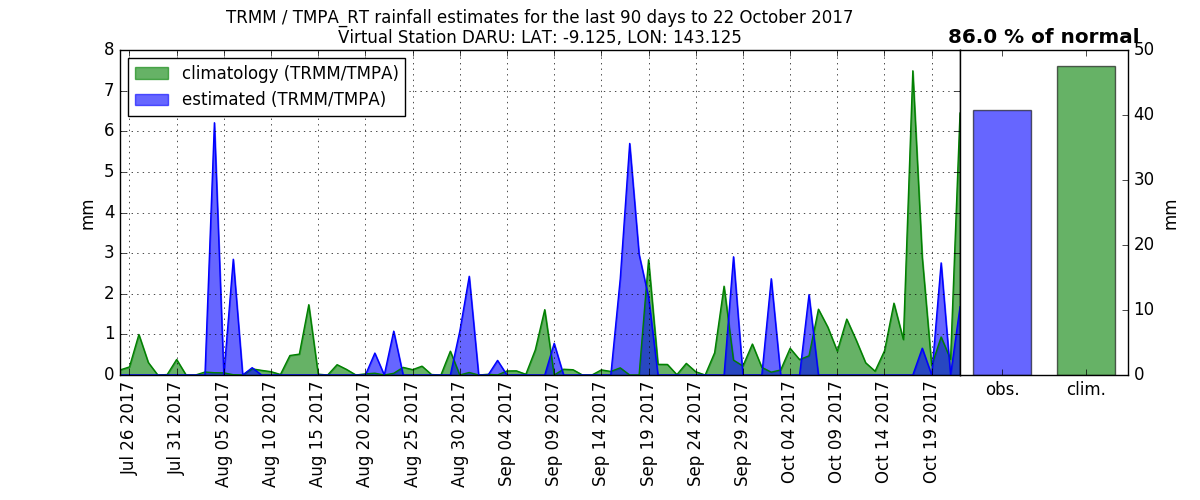 TRMM / TMPA_RT rainfall estimates for the last 90 days to 22 October 2017
Virtual Station DARU: LAT: -9.125, LON: 143.125
86.0 % of normal
climatology (TRMM/TMPA)
estimated (TRMM/TMPA)
8
7
6
5
4
3
2
1
0
mm
50
40
30
20
10
0
mm
Jul 26 2017
Jul 31 2017
Aug 05 2017
Aug 10 2017
Aug 15 2017
Aug 20 2017
Aug 25 2017
Aug 30 2017
Sep 04 2017
Sep 09 2017
Sep 14 2017
Sep 19 2017
Sep 24 2017
Sep 29 2017
Oct 04 2017
Oct 09 2017
Oct 14 2017
Oct 19 2017
obs.
clim.